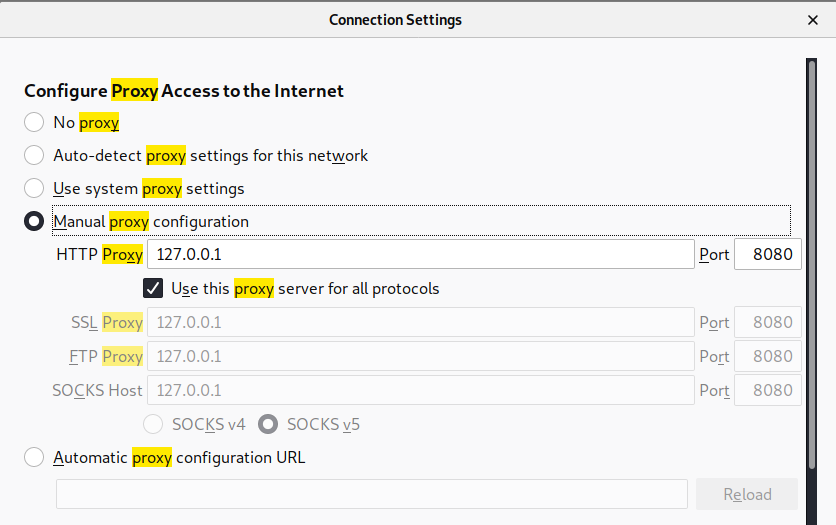 Connection Settings ×
Configure Proxy Access to the Internet
No proxy
Auto-detect proxy settings for this network
Use system proxy settings
Manual proxy configuration
HTTP Proxy 127.0.0.1 Port 8080
Use this proxy server for all protocols
SSL Proxy 127.0.0.1 Port 8080
FTP Proxy 127.0.0.1 Port 8080
SOCKS Host 127.0.0.1 Port 8080
SOCKS v4 SOCKS v5
Automatic proxy configuration URL
Reload